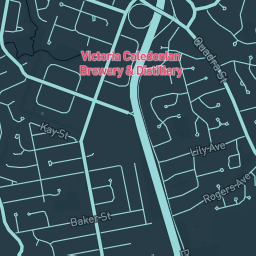 Victoria Caledonian
Brewery & Distillery
Quadra St
Kay St
Lily Ave
Rogers Ave
Baker St